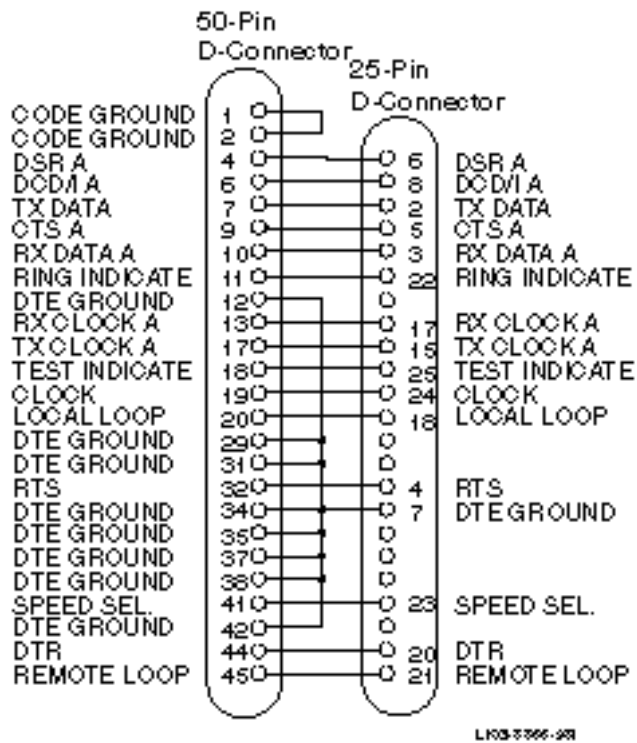 50-Pin
D-Connector
25-Pin
D-Connector
CODE GROUND 1
CODE GROUND 2
DSR A 4 6 DSR A
DCD/I A 6 8 DCD/I A
TX DATA 7 2 TX DATA
CTS A 9 5 CTS A
RX DATA A 10 3 RX DATA A
RING INDICATE 11 22 RING INDICATE
DTE GROUND 12
RX CLOCK A 13 17 RX CLOCK A
TX CLOCK A 17 15 TX CLOCK A
TEST INDICATE 18 25 TEST INDICATE
CLOCK 19 24 CLOCK
LOCAL LOOP 20 18 LOCAL LOOP
DTE GROUND 29
DTE GROUND 31
RTS 32 4 RTS
DTE GROUND 34 7 DTE GROUND
DTE GROUND 35
DTE GROUND 37
DTE GROUND 38
SPEED SEL. 41 23 SPEED SEL.
DTE GROUND 42
DTR 44 20 DTR
REMOTE LOOP 45 21 REMOTE LOOP